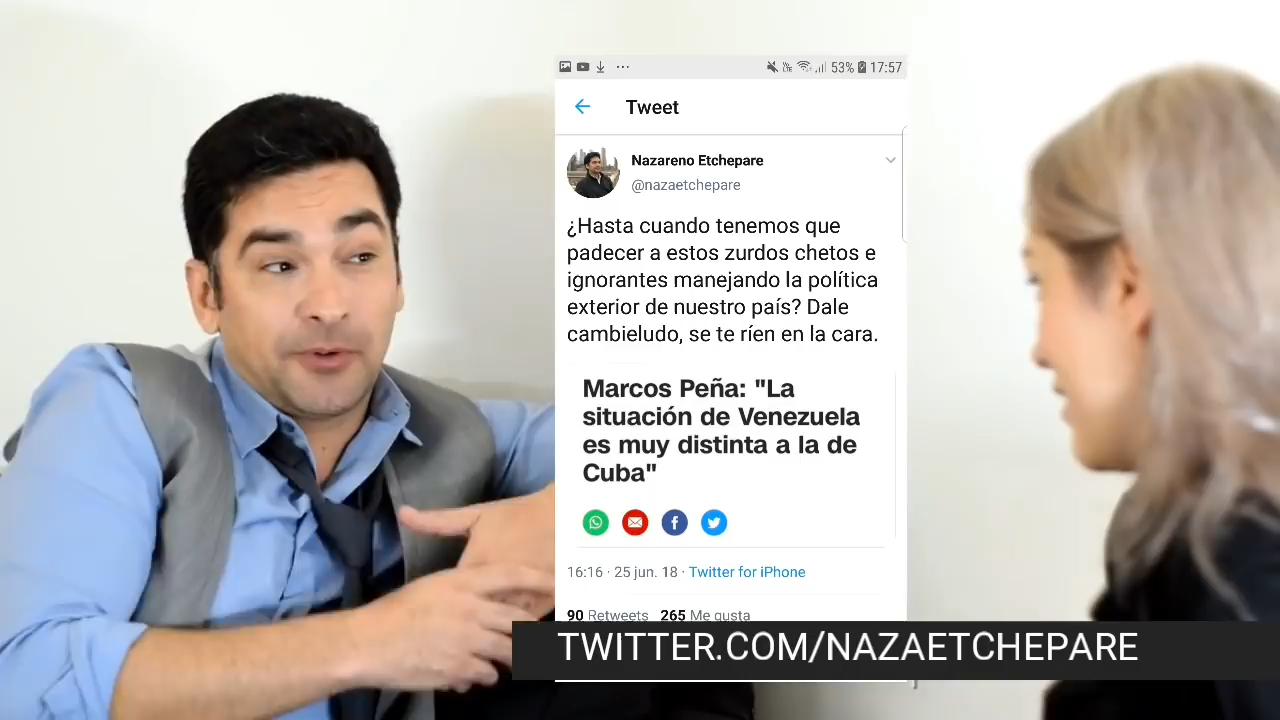 53% 17:57
Tweet
Nazareno Etchepare
@nazaetchepare
¿Hasta cuando tenemos que
padecer a estos zurdos chetos e
ignorantes manejando la política
exterior de nuestro país? Dale
cambieludo, se te ríen en la cara.
Marcos Peña: "La
situación de Venezuela
es muy distinta a la de
Cuba"
16:16 · 25 jun. 18 · Twitter for iPhone
90 Retweets 265 Me gusta
TWITTER.COM/NAZAETCHEPARE